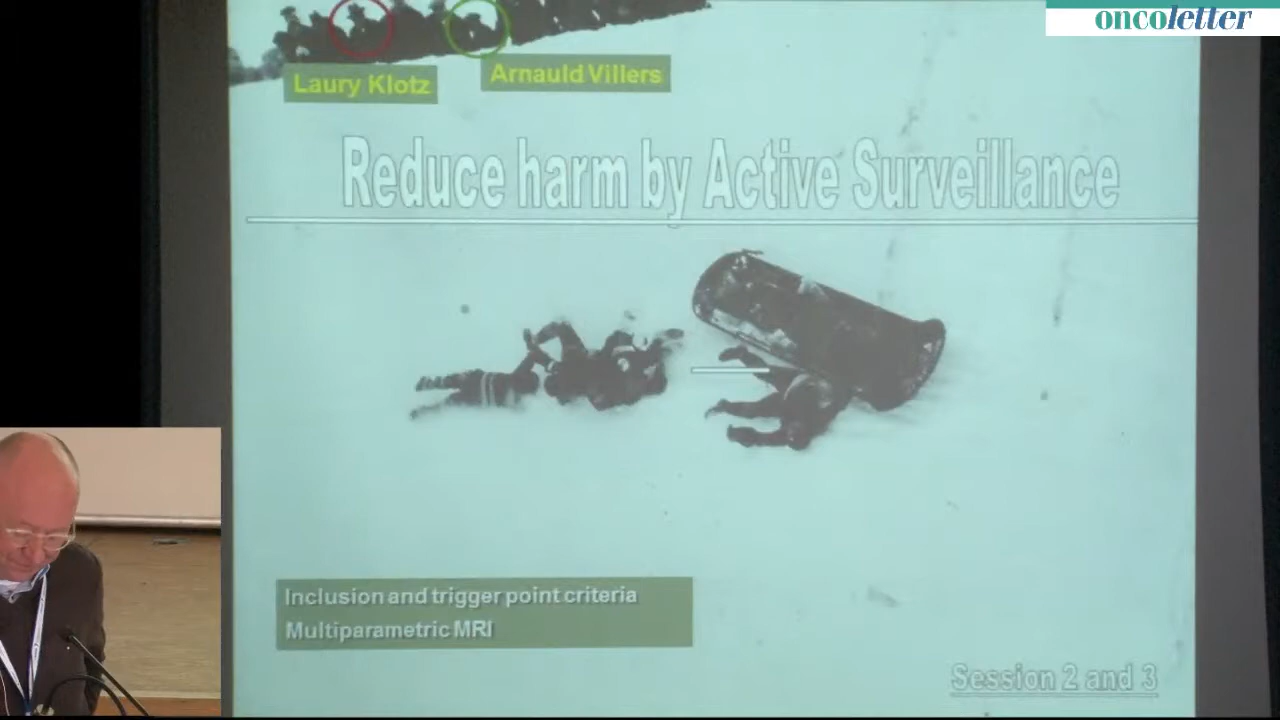 oncoletter
Laury Klotz
Arnauld Villers
Reduce harm by Active Surveillance
Inclusion and trigger point criteria
Multiparametric MRI
Session 2 and 3